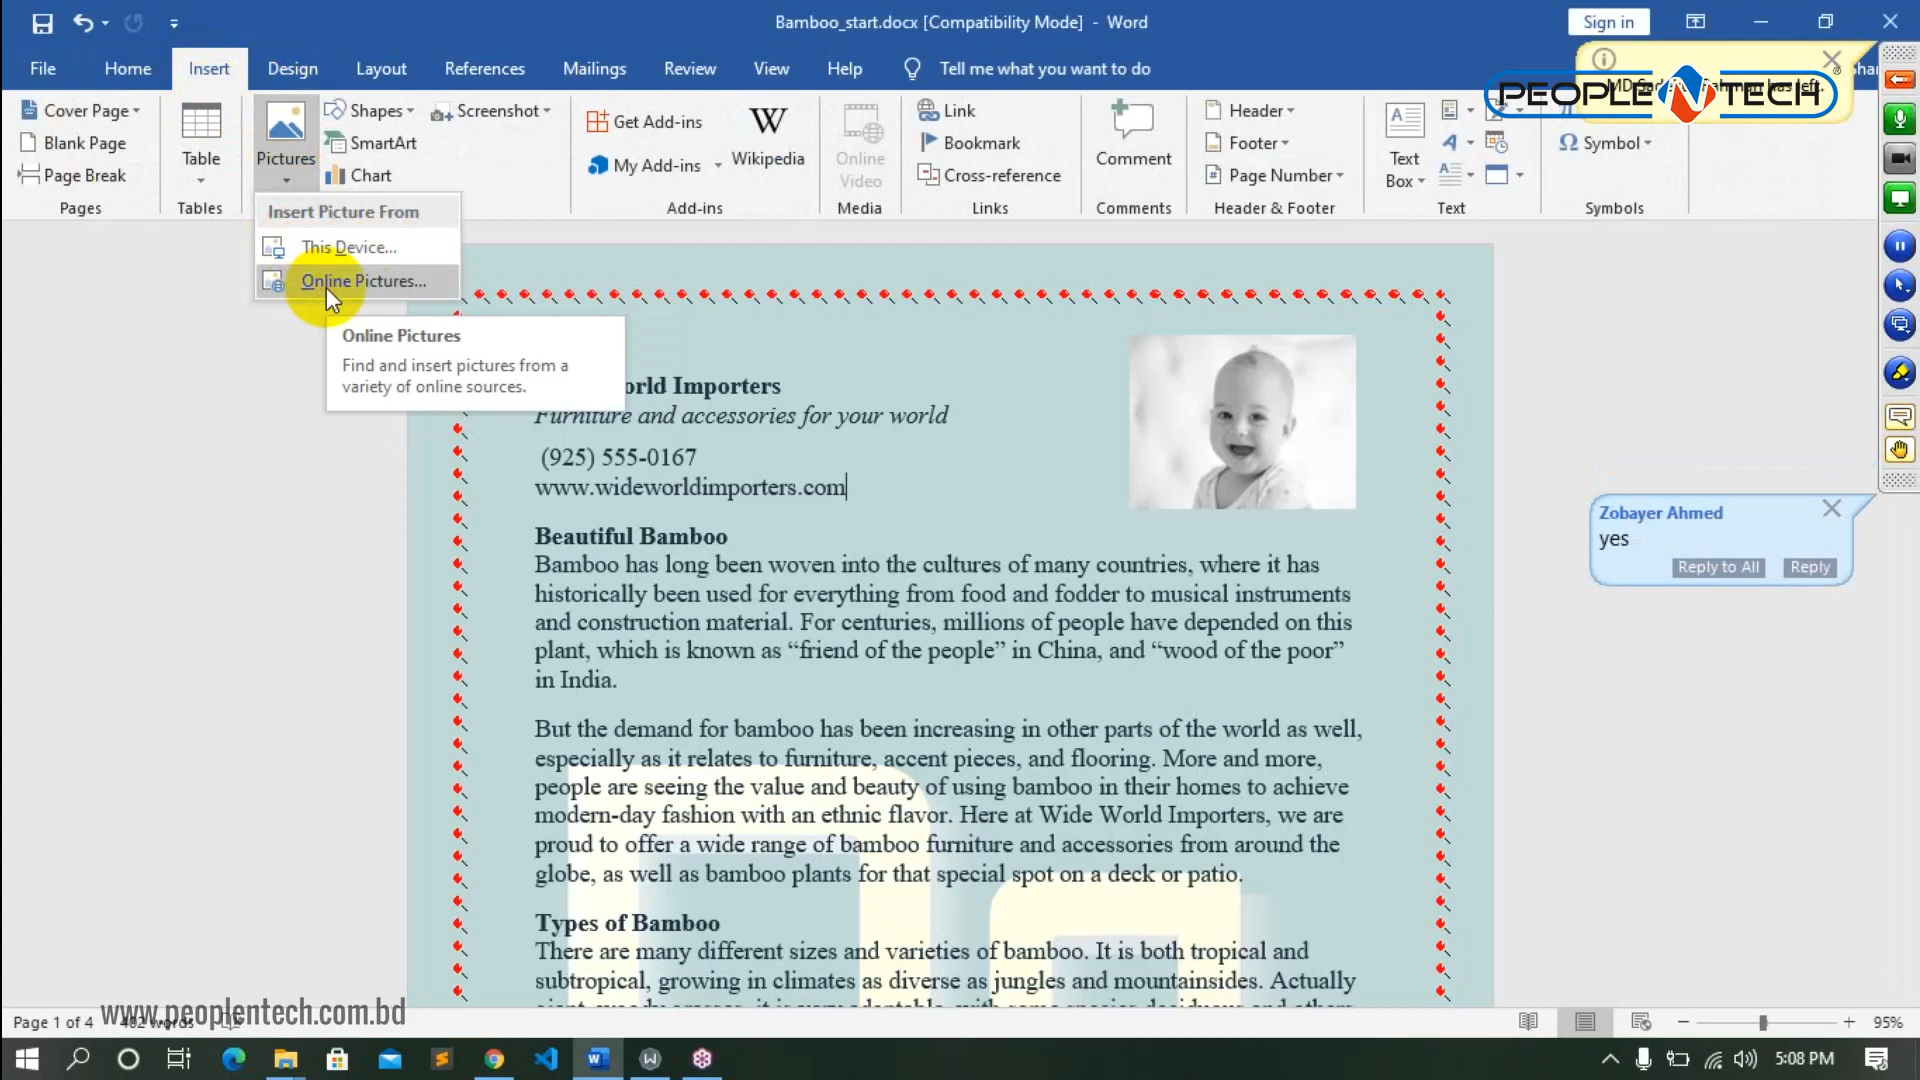 Bamboo_start.docx [Compatibility Mode] - Word
Sign in
File Home Insert Design Layout References Mailings Review View Help Tell me what you want to do
MD Sad
ahman has left.
PEOPLE N TECH
®
Cover Page
Blank Page
Page Break
Pages
Table
Tables
Pictures
Shapes
SmartArt
Chart
Screenshot
Get Add-ins
My Add-ins
Wikipedia
Add-ins
Online Video
Media
Link
Bookmark
Cross-reference
Links
Comment
Comments
Header
Footer
Page Number
Header & Footer
Text Box
Text
Symbol
Symbols
Insert Picture From
This Device...
Online Pictures...
Online Pictures
Find and insert pictures from a
variety of online sources.
orld Importers
Furniture and accessories for your world
(925) 555-0167
www.wideworldimporters.com
Beautiful Bamboo
Bamboo has long been woven into the cultures of many countries, where it has
historically been used for everything from food and fodder to musical instruments
and construction material. For centuries, millions of people have depended on this
plant, which is known as “friend of the people” in China, and “wood of the poor”
in India.
But the demand for bamboo has been increasing in other parts of the world as well,
especially as it relates to furniture, accent pieces, and flooring. More and more,
people are seeing the value and beauty of using bamboo in their homes to achieve
modern-day fashion with an ethnic flavor. Here at Wide World Importers, we are
proud to offer a wide range of bamboo furniture and accessories from around the
globe, as well as bamboo plants for that special spot on a deck or patio.
Types of Bamboo
There are many different sizes and varieties of bamboo. It is both tropical and
subtropical, growing in climates as diverse as jungles and mountainsides. Actually
Zobayer Ahmed
yes
Reply to All Reply
www.peoplentech.com.bd
Page 1 of 4 words
95%
5:08 PM